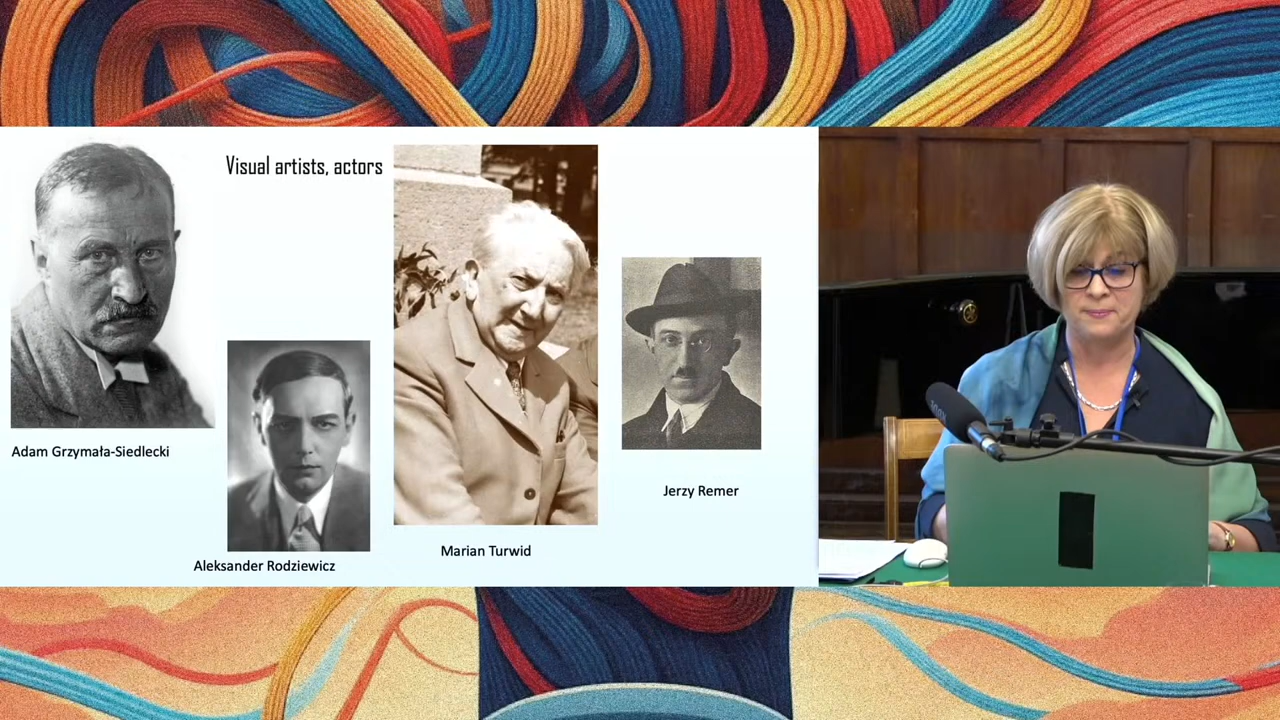 Visual artists, actors
Adam Grzymała-Siedlecki
Aleksander Rodziewicz
Marian Turwid
Jerzy Remer